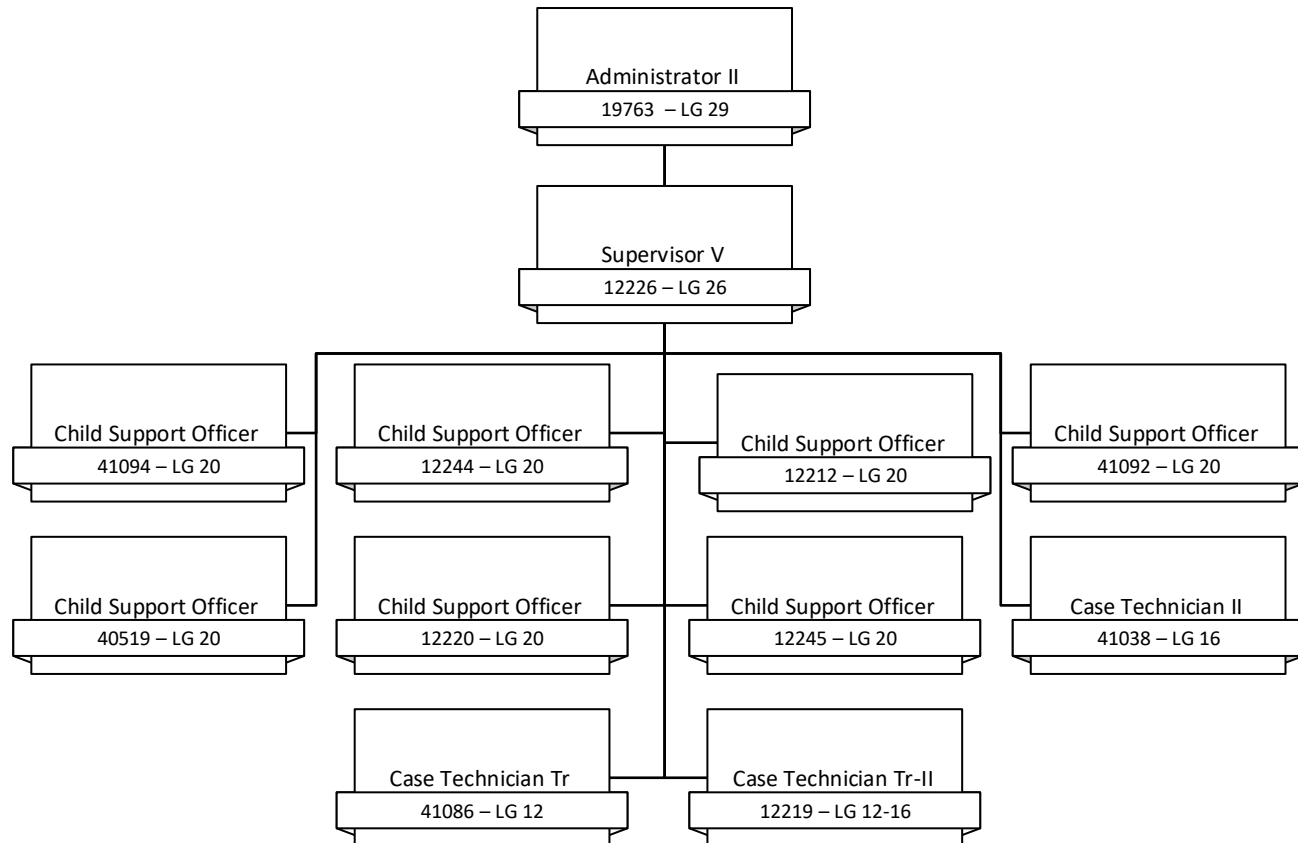 Administrator II
19763 – LG 29
Supervisor V
12226 – LG 26
Child Support Officer
41094 – LG 20
Child Support Officer
12244 – LG 20
Child Support Officer
12212 – LG 20
Child Support Officer
41092 – LG 20
Child Support Officer
40519 – LG 20
Child Support Officer
12220 – LG 20
Child Support Officer
12245 – LG 20
Case Technician II
41038 – LG 16
Case Technician Tr
41086 – LG 12
Case Technician Tr-II
12219 – LG 12-16